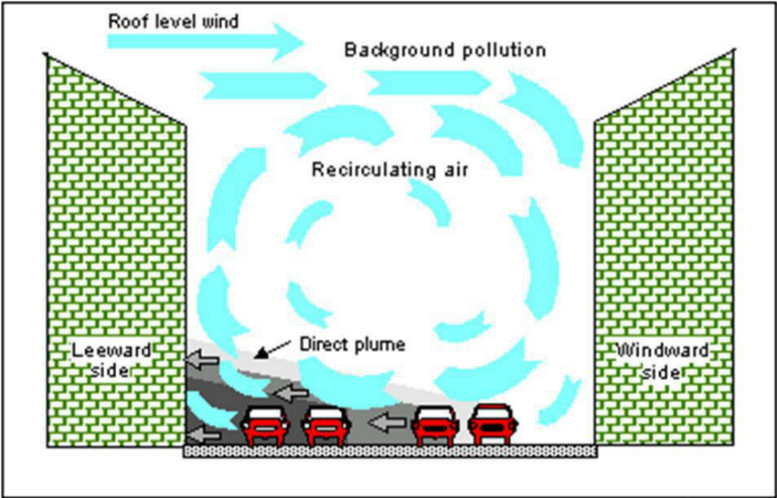 Roof level wind
Background pollution
Recirculating air
Direct plume
Leeward
side
Windward
side